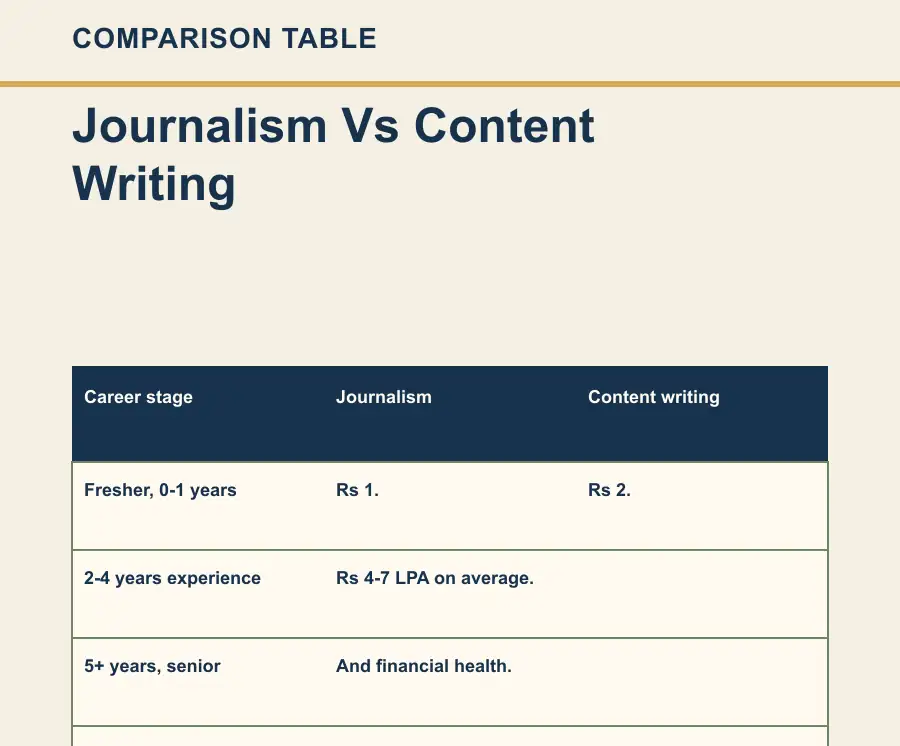 COMPARISON TABLE
Journalism Vs Content
Writing
Career stage Journalism Content writing
Fresher, 0-1 years Rs 1. Rs 2.
2-4 years experience Rs 4-7 LPA on average.
5+ years, senior And financial health.